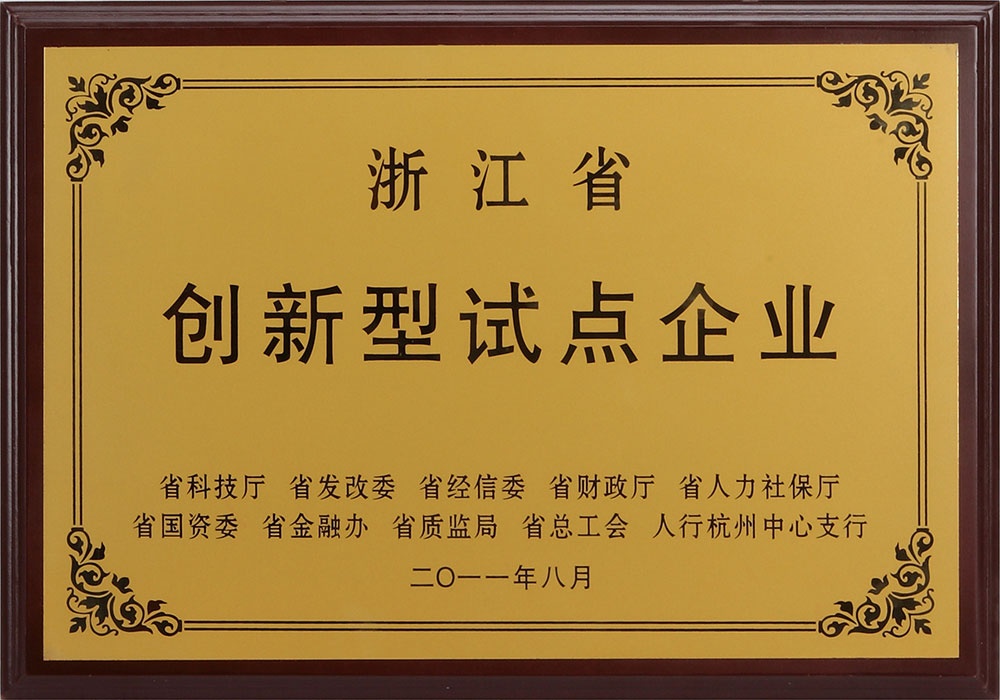 浙江省
创新型试点企业
省科技厅 省发改委 省经信委 省财政厅 省人力社保厅
省国资委 省金融办 省质监局 省总工会 人行杭州中心支行
二〇一一年八月